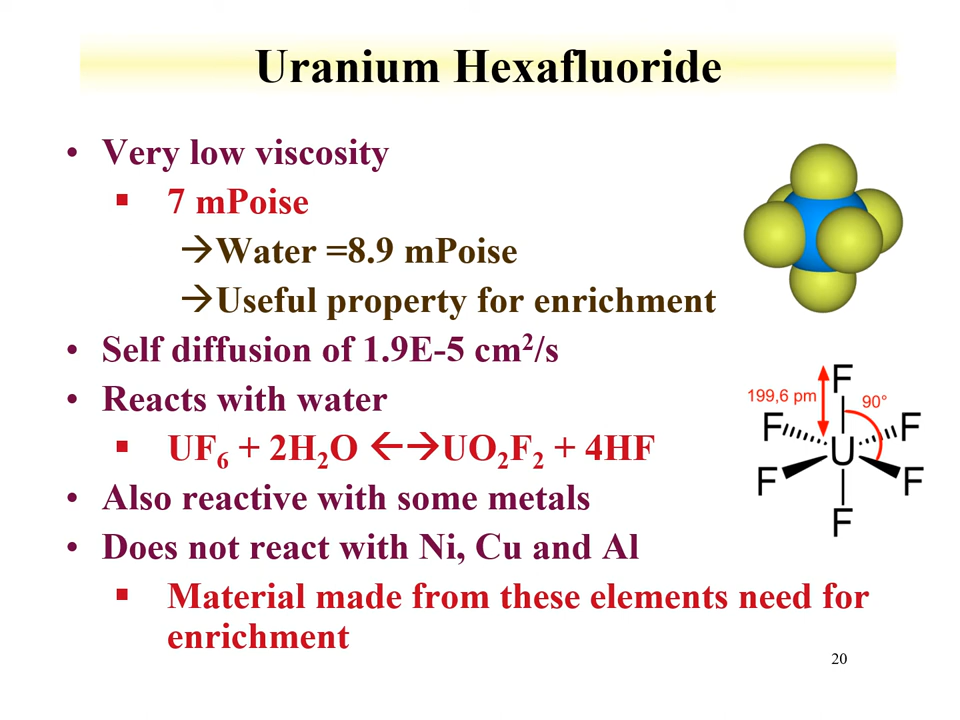 Uranium Hexafluoride
• Very low viscosity
▪ 7 mPoise
→Water =8.9 mPoise
→Useful property for enrichment
• Self diffusion of 1.9E-5 cm²/s
• Reacts with water
▪ UF₆ + 2H₂O ←→UO₂F₂ + 4HF
• Also reactive with some metals
• Does not react with Ni, Cu and Al
▪ Material made from these elements need for
enrichment
199,6 pm
F
90°
F
F
U
F
F
F
20